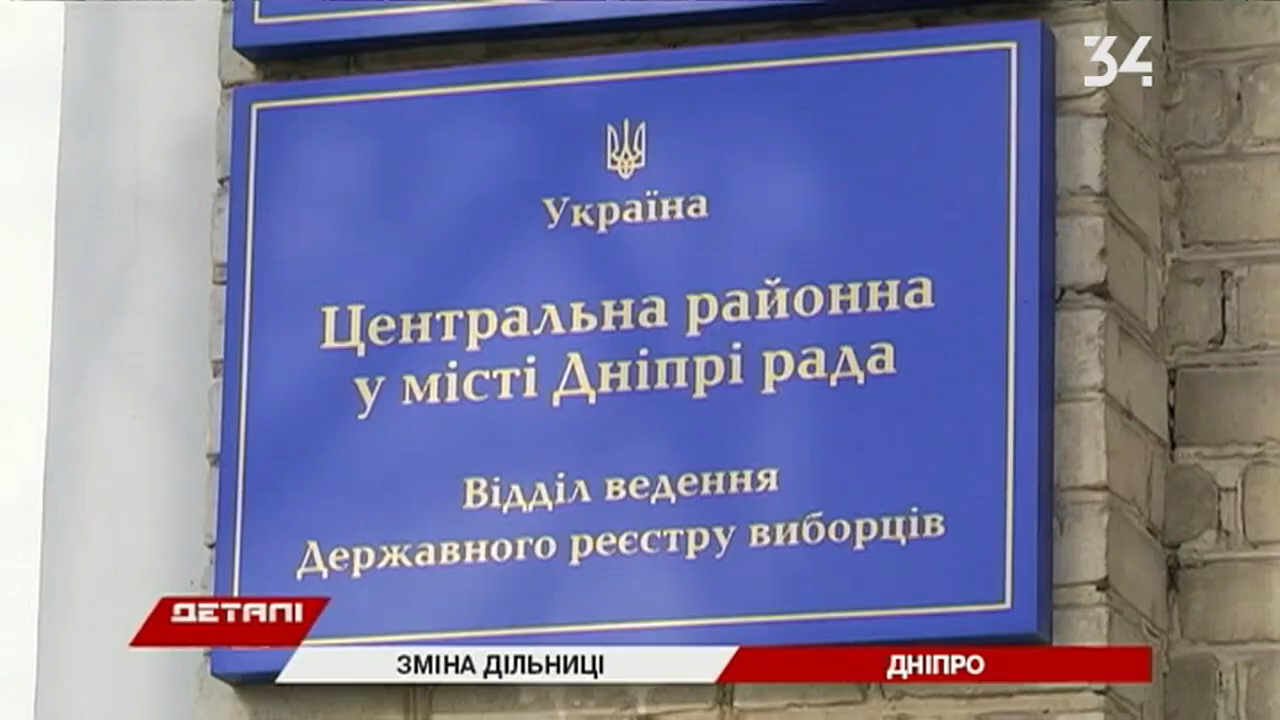 34
Україна
Центральна районна
у місті Дніпрі рада
Відділ ведення
Державного реєстру виборців
ДЕТАЛІ
ЗМІНА ДІЛЬНИЦІ
ДНІПРО